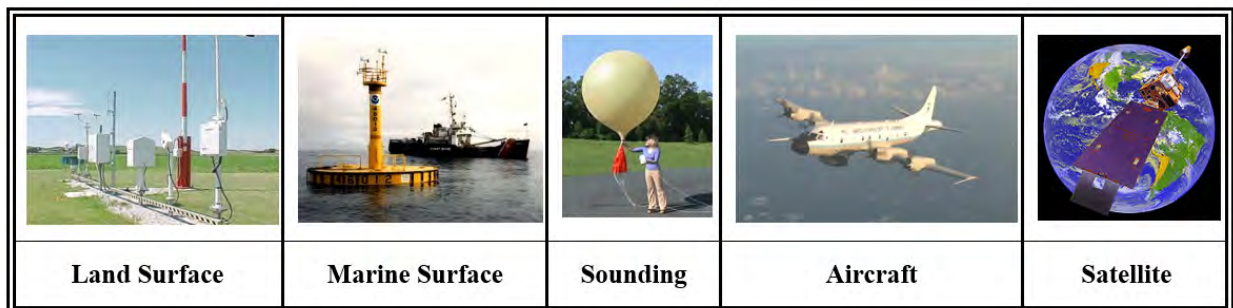 Land Surface
Marine Surface
Sounding
Aircraft
Satellite